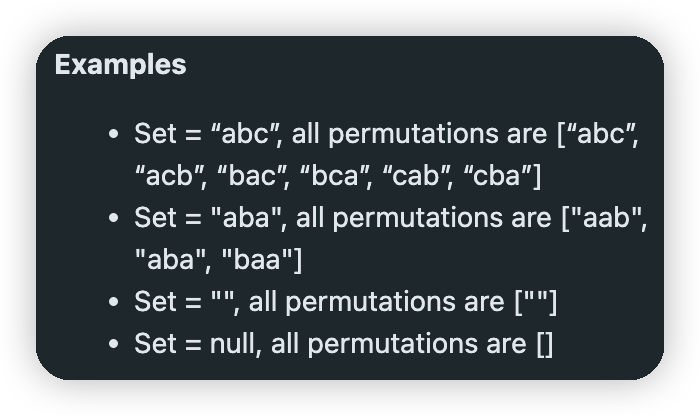 Examples
• Set = “abc”, all permutations are [“abc”,
“acb”, “bac”, “bca”, “cab”, “cba”]
• Set = "aba", all permutations are ["aab",
"aba", "baa"]
• Set = "", all permutations are [""]
• Set = null, all permutations are []